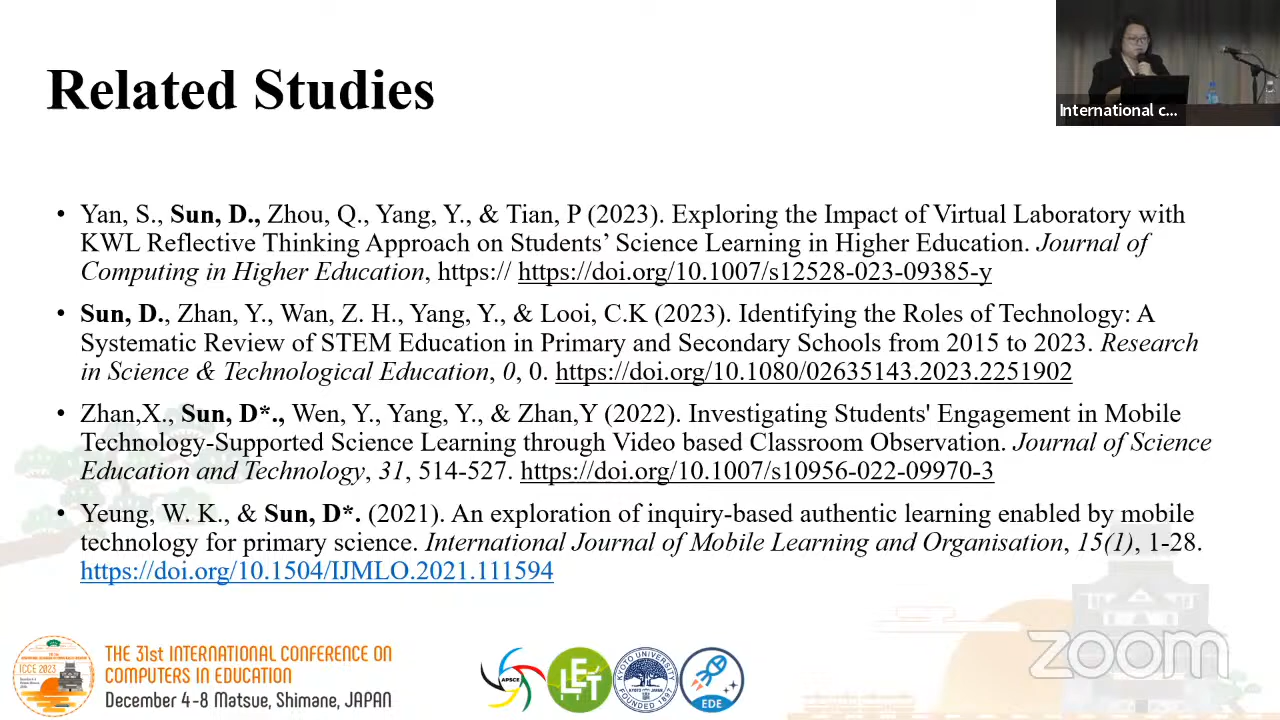 Related Studies
International c...
• Yan, S., Sun, D., Zhou, Q., Yang, Y., & Tian, P (2023). Exploring the Impact of Virtual Laboratory with
KWL Reflective Thinking Approach on Students’ Science Learning in Higher Education. Journal of
Computing in Higher Education, https:// https://doi.org/10.1007/s12528-023-09385-y
• Sun, D., Zhan, Y., Wan, Z. H., Yang, Y., & Looi, C.K (2023). Identifying the Roles of Technology: A
Systematic Review of STEM Education in Primary and Secondary Schools from 2015 to 2023. Research
in Science & Technological Education, 0, 0. https://doi.org/10.1080/02635143.2023.2251902
• Zhan,X., Sun, D*., Wen, Y., Yang, Y., & Zhan,Y (2022). Investigating Students' Engagement in Mobile
Technology-Supported Science Learning through Video based Classroom Observation. Journal of Science
Education and Technology, 31, 514-527. https://doi.org/10.1007/s10956-022-09970-3
• Yeung, W. K., & Sun, D*. (2021). An exploration of inquiry-based authentic learning enabled by mobile
technology for primary science. International Journal of Mobile Learning and Organisation, 15(1), 1-28.
https://doi.org/10.1504/IJMLO.2021.111594
ICCE 2023
THE 31st INTERNATIONAL CONFERENCE ON
COMPUTERS IN EDUCATION
December 4-8 Matsue, Shimane, JAPAN
APSCE
LET
KYOTO UNIVERSITY
FOUNDED 1897
EDE
zoom